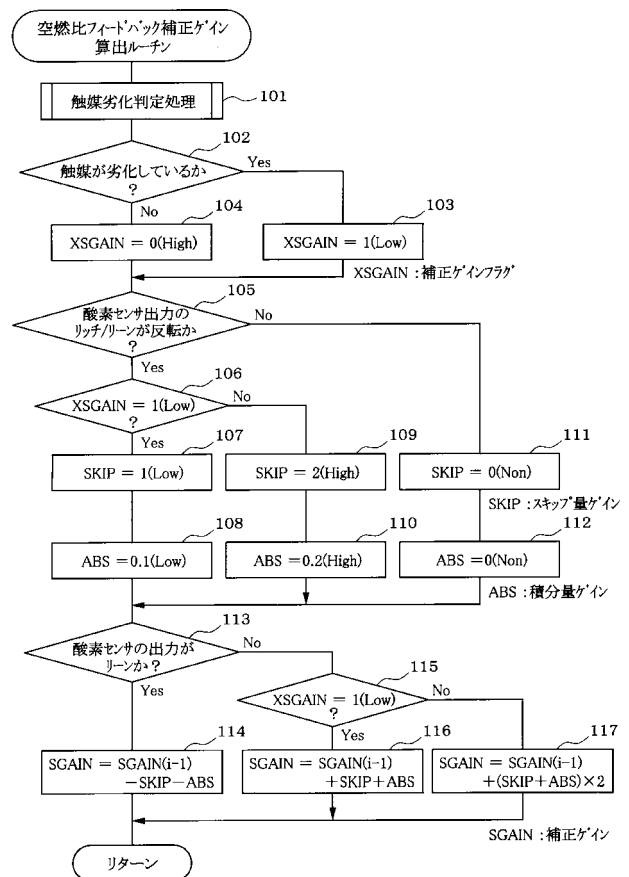 空燃比フィードバック補正ゲイン
算出ルーチン
触媒劣化判定処理
101
102
触媒が劣化しているか
?
Yes
No
104
103
XSGAIN = 0(High)
XSGAIN = 1(Low)
XSGAIN : 補正ゲインフラグ
105
酸素センサ出力の
リッチ/リーンが反転か
?
No
Yes
106
XSGAIN = 1(Low)
?
No
Yes
107
109
111
SKIP = 1(Low)
SKIP = 2(High)
SKIP = 0(Non)
SKIP : スキップ量ゲイン
108
110
112
ABS =0.1(Low)
ABS =0.2(High)
ABS =0(Non)
ABS : 積分量ゲイン
113
酸素センサの出力が
リーンか?
No
Yes
115
XSGAIN = 1(Low)
?
No
Yes
114
116
117
SGAIN = SGAIN(i-1)
−SKIP−ABS
SGAIN = SGAIN(i-1)
+SKIP+ABS
SGAIN = SGAIN(i-1)
+(SKIP+ABS)×2
SGAIN : 補正ゲイン
リターン